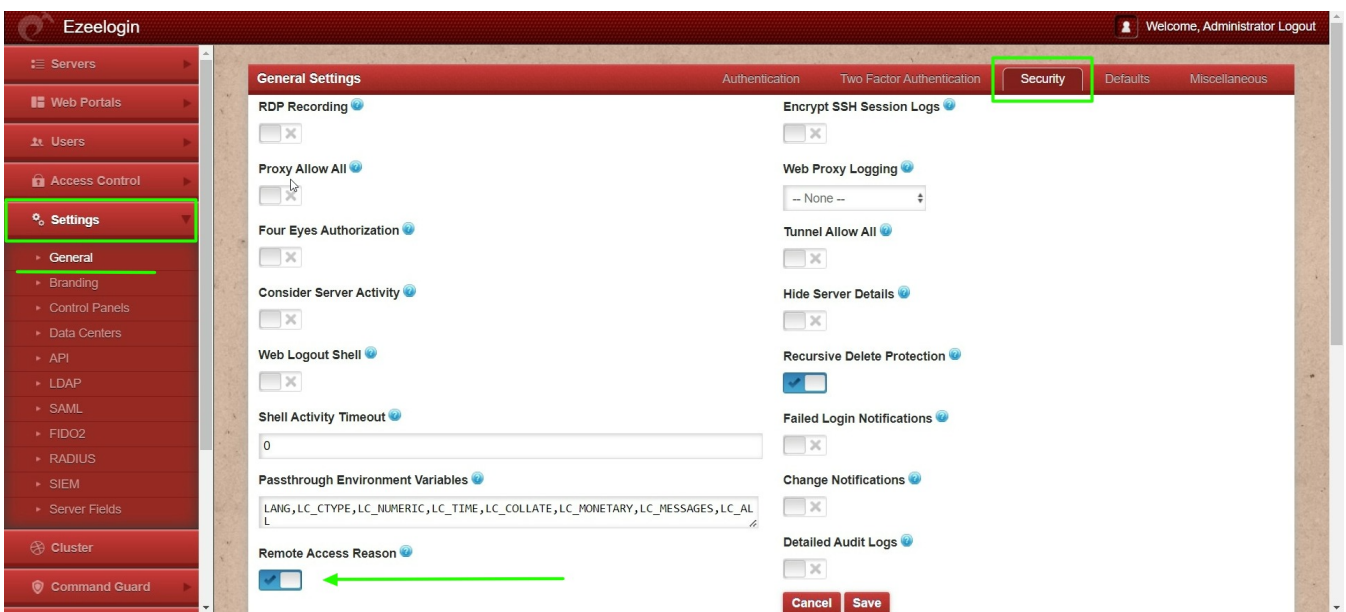 Ezeelogin
Welcome, Administrator Logout
Servers
Web Portals
Users
Access Control
Settings
General
Branding
Control Panels
Data Centers
API
LDAP
SAML
FIDO2
RADIUS
SIEM
Server Fields
Cluster
Command Guard
General Settings
Authentication
Two Factor Authentication
Security
Defaults
Miscellaneous
RDP Recording
Proxy Allow All
Four Eyes Authorization
Consider Server Activity
Web Logout Shell
Shell Activity Timeout
0
Passthrough Environment Variables
LANG,LC_CTYPE,LC_NUMERIC,LC_TIME,LC_COLLATE,LC_MONETARY,LC_MESSAGES,LC_AL
L
Remote Access Reason
Encrypt SSH Session Logs
Web Proxy Logging
-- None --
Tunnel Allow All
Hide Server Details
Recursive Delete Protection
Failed Login Notifications
Change Notifications
Detailed Audit Logs
Cancel
Save